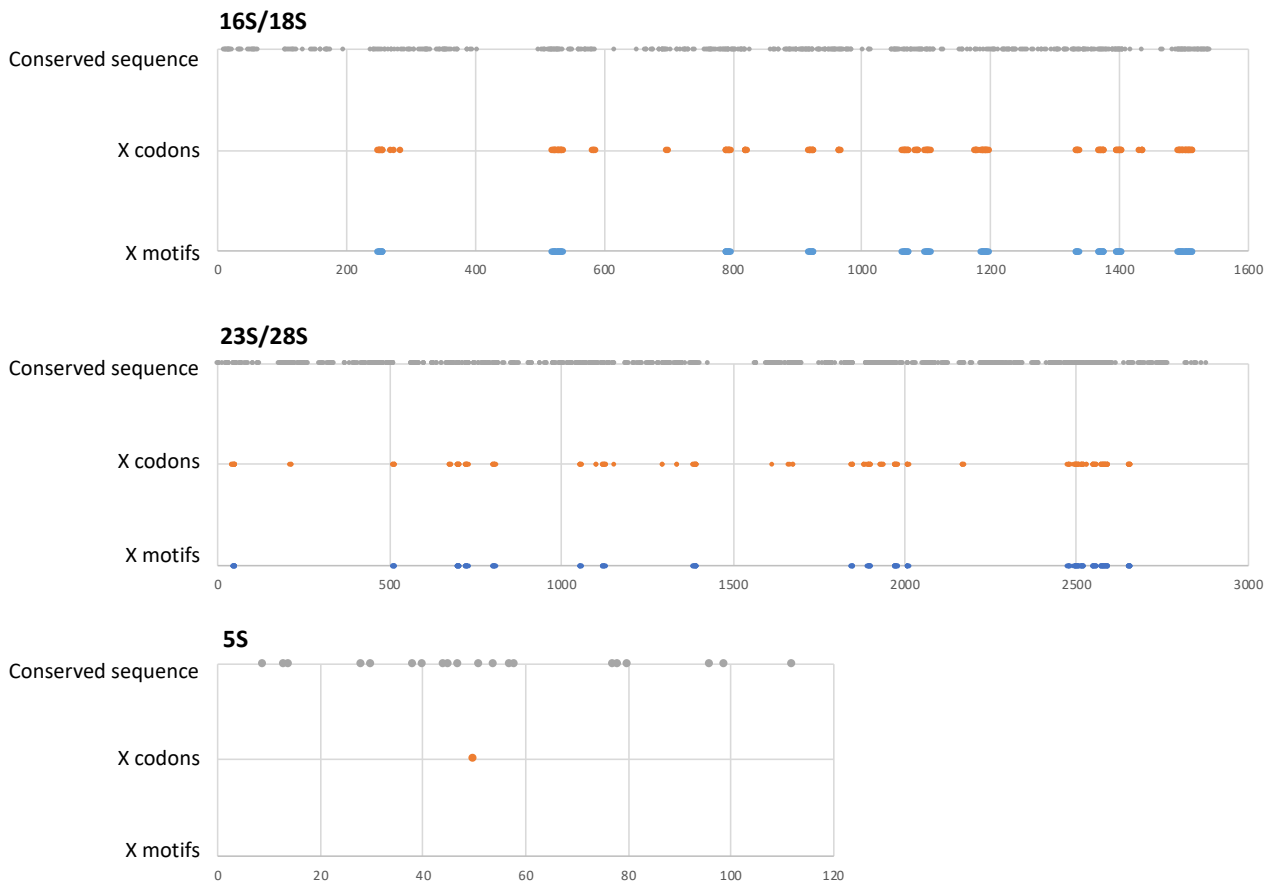 16S/18S
Conserved sequence
X codons
X motifs
0 200 400 600 800 1000 1200 1400 1600
23S/28S
Conserved sequence
X codons
X motifs
0 500 1000 1500 2000 2500 3000
5S
Conserved sequence
X codons
X motifs
0 20 40 60 80 100 120